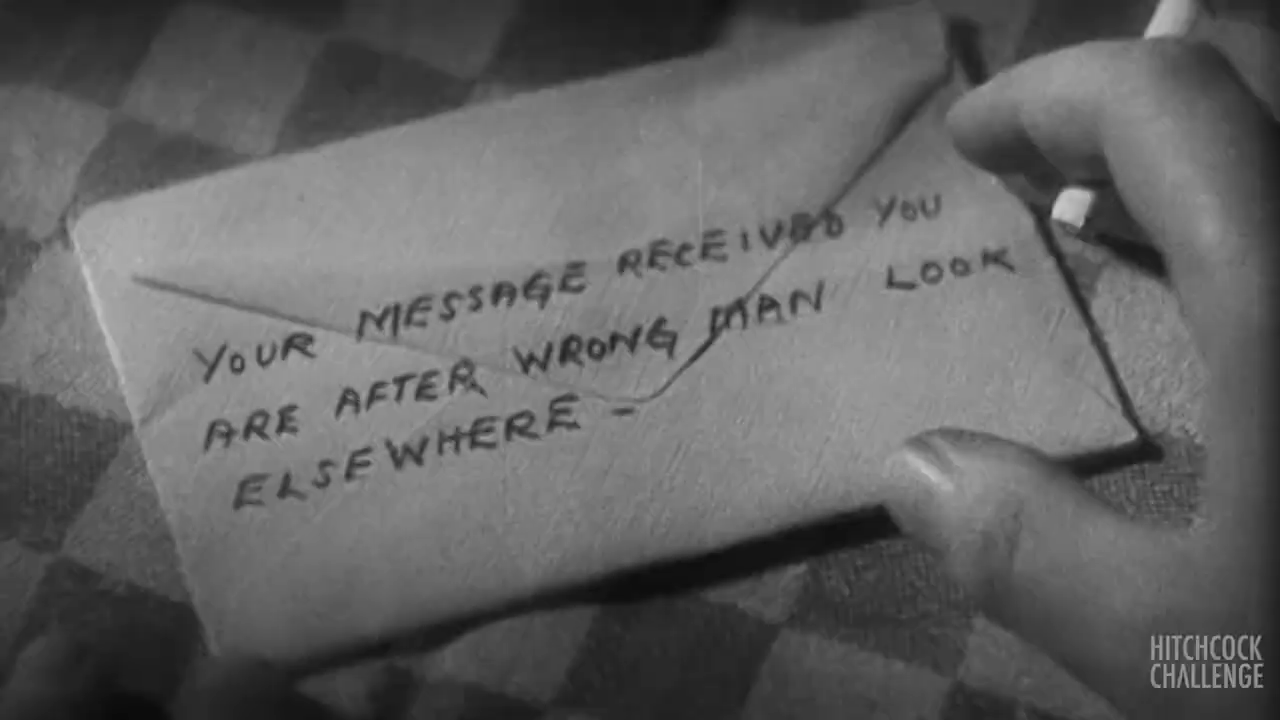 YOUR MESSAGE RECEIVED YOU
ARE AFTER WRONG MAN LOOK
ELSEWHERE -
HITCHCOCK
CHALLENGE